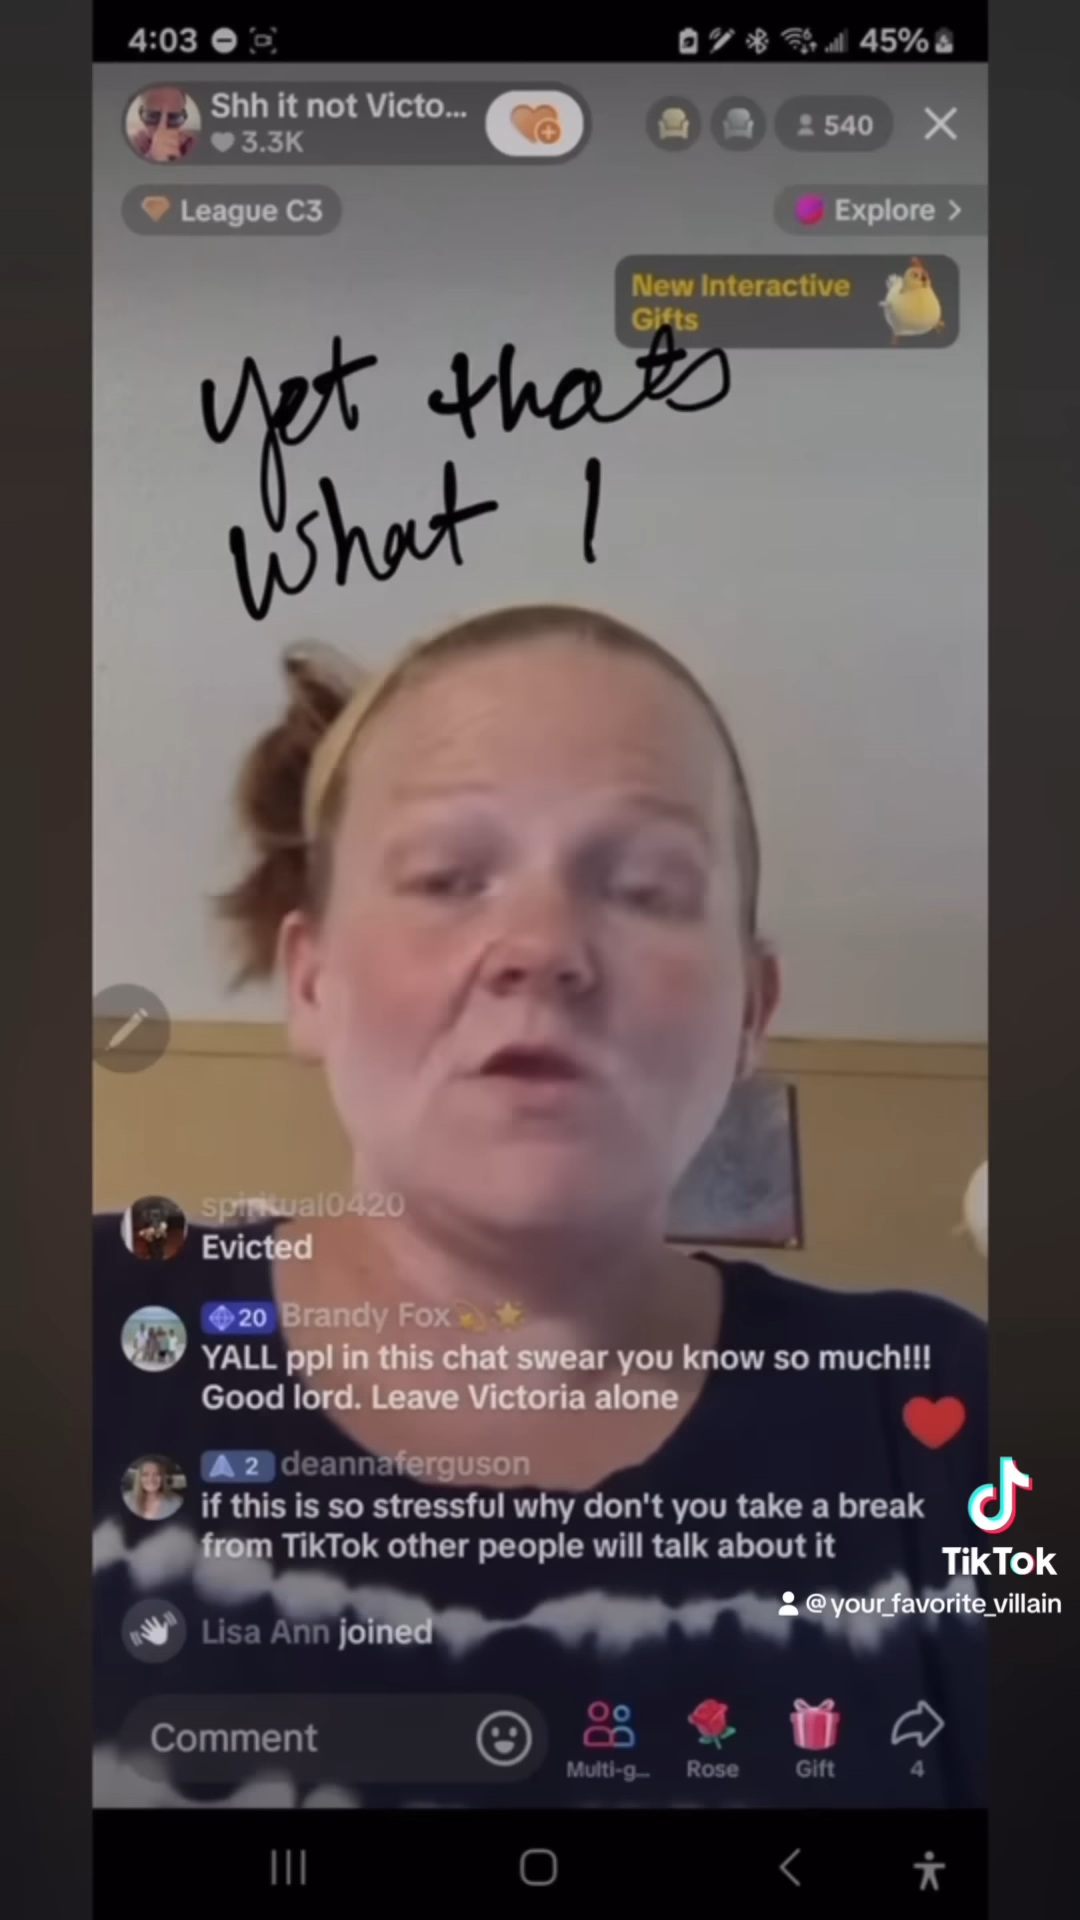 4:03
45%
Shh it not Victo...
3.3K
540
League C3
Explore >
New Interactive
Gifts
yet thats
what I
spiritual0420
Evicted
20 Brandy Fox💫🌟
YALL ppl in this chat swear you know so much!!!
Good lord. Leave Victoria alone
2 deannaferguson
if this is so stressful why don't you take a break
from TikTok other people will talk about it
TikTok
@your_favorite_villain
Lisa Ann joined
Comment
Multi-g...
Rose
Gift
4